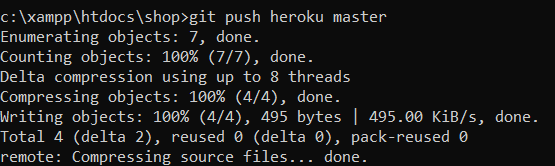 c:\xampp\htdocs\shop>git push heroku master
Enumerating objects: 7, done.
Counting objects: 100% (7/7), done.
Delta compression using up to 8 threads
Compressing objects: 100% (4/4), done.
Writing objects: 100% (4/4), 495 bytes | 495.00 KiB/s, done.
Total 4 (delta 2), reused 0 (delta 0), pack-reused 0
remote: Compressing source files... done.